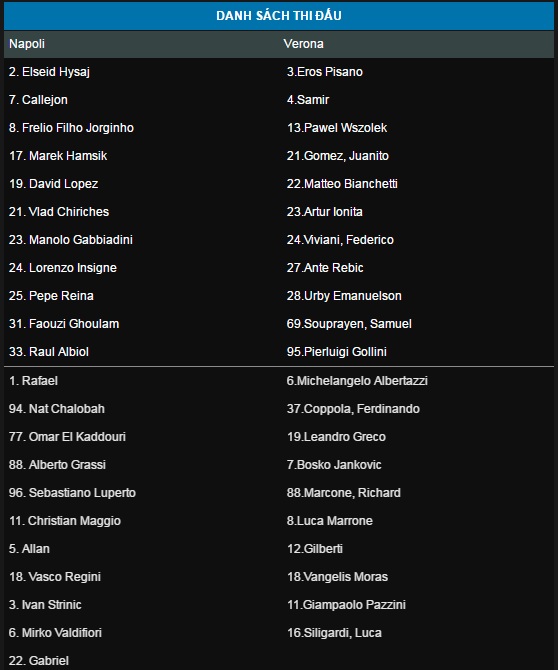 DANH SÁCH THI ĐẤU
Napoli Verona
2. Elseid Hysaj 3.Eros Pisano
7. Callejon 4.Samir
8. Frelio Filho Jorginho 13.Pawel Wszolek
17. Marek Hamsik 21.Gomez, Juanito
19. David Lopez 22.Matteo Bianchetti
21. Vlad Chiriches 23.Artur Ionita
23. Manolo Gabbiadini 24.Viviani, Federico
24. Lorenzo Insigne 27.Ante Rebic
25. Pepe Reina 28.Urby Emanuelson
31. Faouzi Ghoulam 69.Souprayen, Samuel
33. Raul Albiol 95.Pierluigi Gollini
1. Rafael 6.Michelangelo Albertazzi
94. Nat Chalobah 37.Coppola, Ferdinando
77. Omar El Kaddouri 19.Leandro Greco
88. Alberto Grassi 7.Bosko Jankovic
96. Sebastiano Luperto 88.Marcone, Richard
11. Christian Maggio 8.Luca Marrone
5. Allan 12.Gilberti
18. Vasco Regini 18.Vangelis Moras
3. Ivan Strinic 11.Giampaolo Pazzini
6. Mirko Valdifiori 16.Siligardi, Luca
22. Gabriel